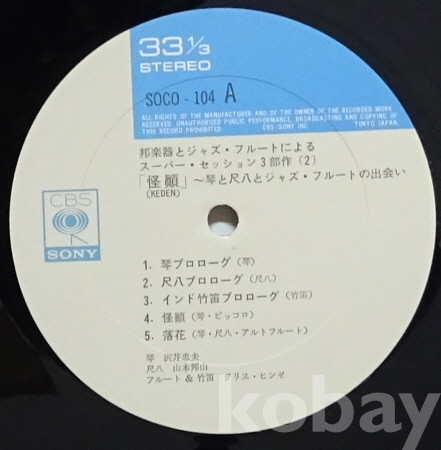 33 1/3
STEREO
SOCO - 104 A
ALL RIGHTS OF THE MANUFACTURER AND OF THE OWNER OF THE RECORDED WORK
RESERVED. UNAUTHORIZED PUBLIC PERFORMANCE, BROADCASTING AND COPYING OF
THIS RECORD PROHIBITED. CBS/SONY INC. TOKYO JAPAN
邦楽器とジャズ・フルートによる
スーパー・セッション3部作〔2〕
「怪顚」～琴と尺八とジャズ・フルートの出会い
(KEDEN)
CBS
SONY
1. 琴プロローグ（琴）
2. 尺八プロローグ（尺八）
3. インド竹笛プロローグ（竹笛）
4. 怪顚（琴・ピッコロ）
5. 落花（琴・尺八・アルトフルート）
琴 沢井忠夫
尺八 山本邦山
フルート & 竹笛 クリス・ヒンゼ
kobay